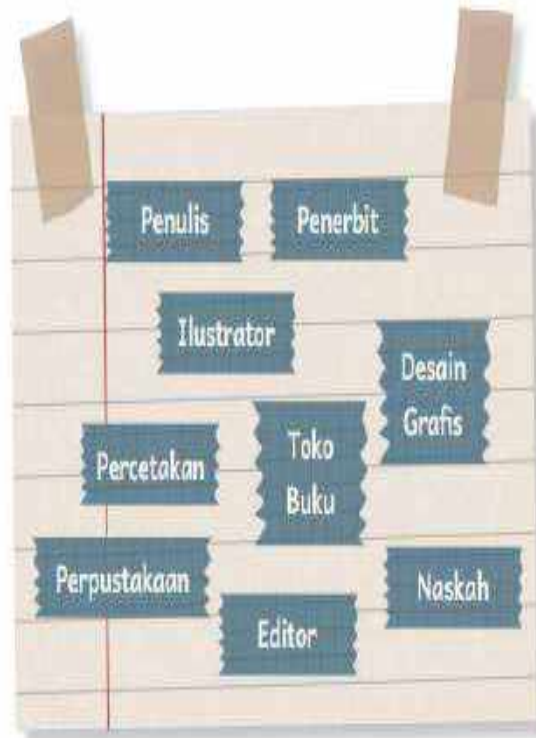 Penulis
Penerbit
Ilustrator
Desain
Grafis
Percetakan
Toko
Buku
Perpustakaan
Naskah
Editor